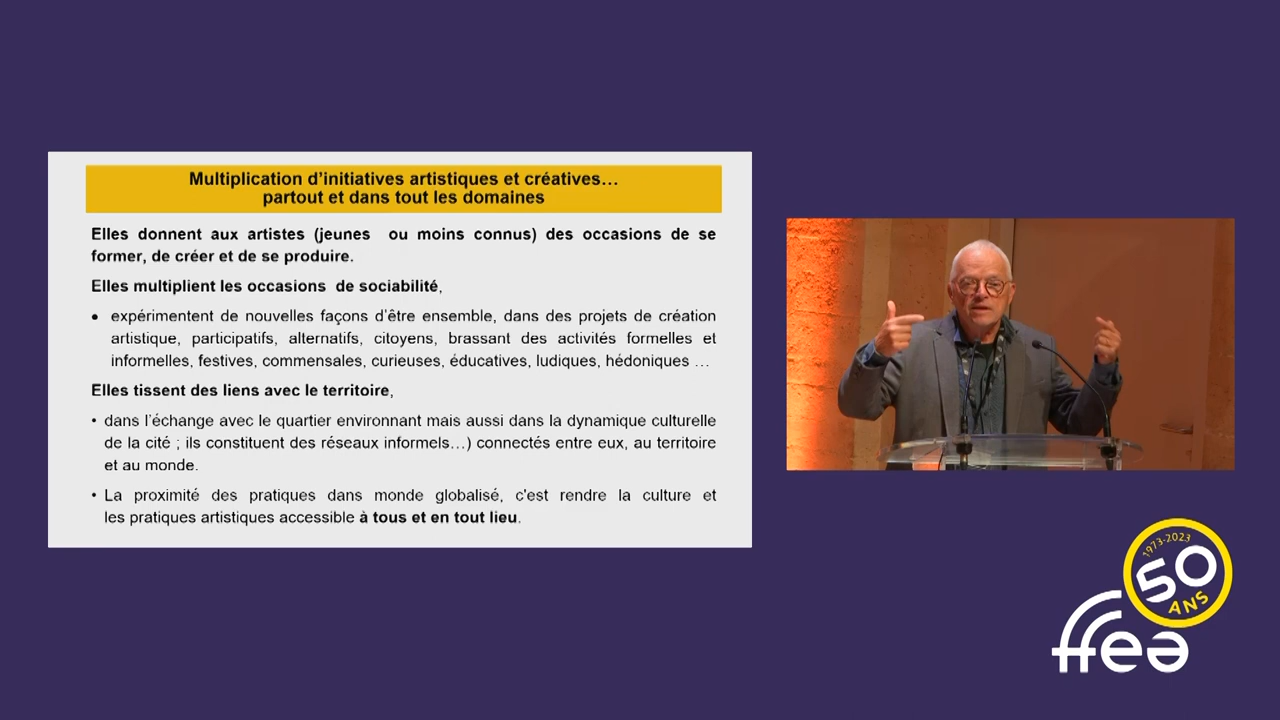 Multiplication d’initiatives artistiques et créatives…
partout et dans tout les domaines
Elles donnent aux artistes (jeunes ou moins connus) des occasions de se
former, de créer et de se produire.
Elles multiplient les occasions de sociabilité,
• expérimentent de nouvelles façons d’être ensemble, dans des projets de création
artistique, participatifs, alternatifs, citoyens, brassant des activités formelles et
informelles, festives, commensales, curieuses, éducatives, ludiques, hédoniques …
Elles tissent des liens avec le territoire,
• dans l’échange avec le quartier environnant mais aussi dans la dynamique culturelle
de la cité ; ils constituent des réseaux informels…) connectés entre eux, au territoire
et au monde.
• La proximité des pratiques dans monde globalisé, c'est rendre la culture et
les pratiques artistiques accessible à tous et en tout lieu.
1973-2023
50
ANS
ffea